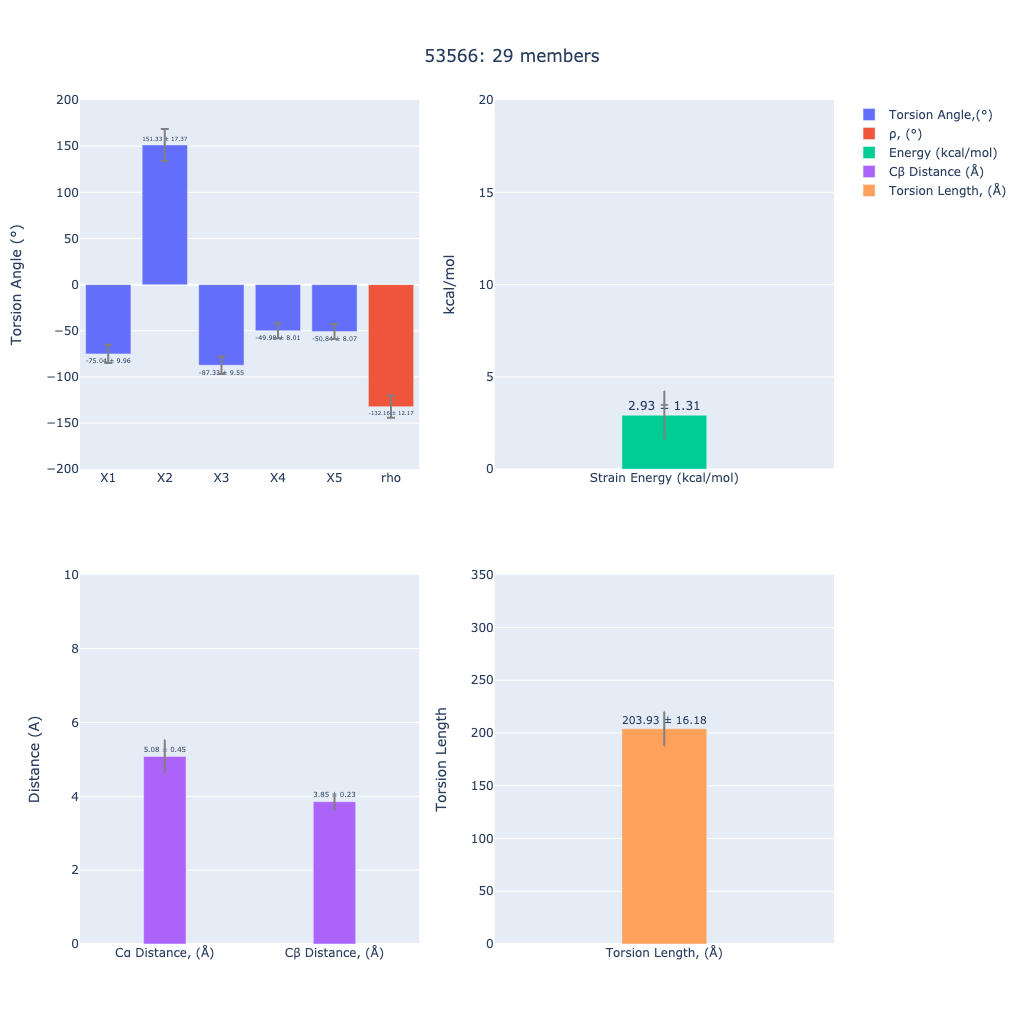 53566: 29 members
200
150
100
50
0
−50
−100
−150
−200
Torsion Angle (°)
151.33 ± 17.37
-75.04 ± 9.96
-87.33 ± 9.55
-49.98 ± 8.01
-50.84 ± 8.07
-132.16 ± 12.17
X1 X2 X3 X4 X5 rho
20
15
10
5
0
kcal/mol
2.93 ± 1.31
Strain Energy (kcal/mol)
Torsion Angle,(°)
ρ, (°)
Energy (kcal/mol)
Cβ Distance (Å)
Torsion Length, (Å)
10
8
6
4
2
0
Distance (A)
5.08 ± 0.45
3.85 ± 0.23
Cα Distance, (Å) Cβ Distance, (Å)
350
300
250
200
150
100
50
0
Torsion Length
203.93 ± 16.18
Torsion Length, (Å)